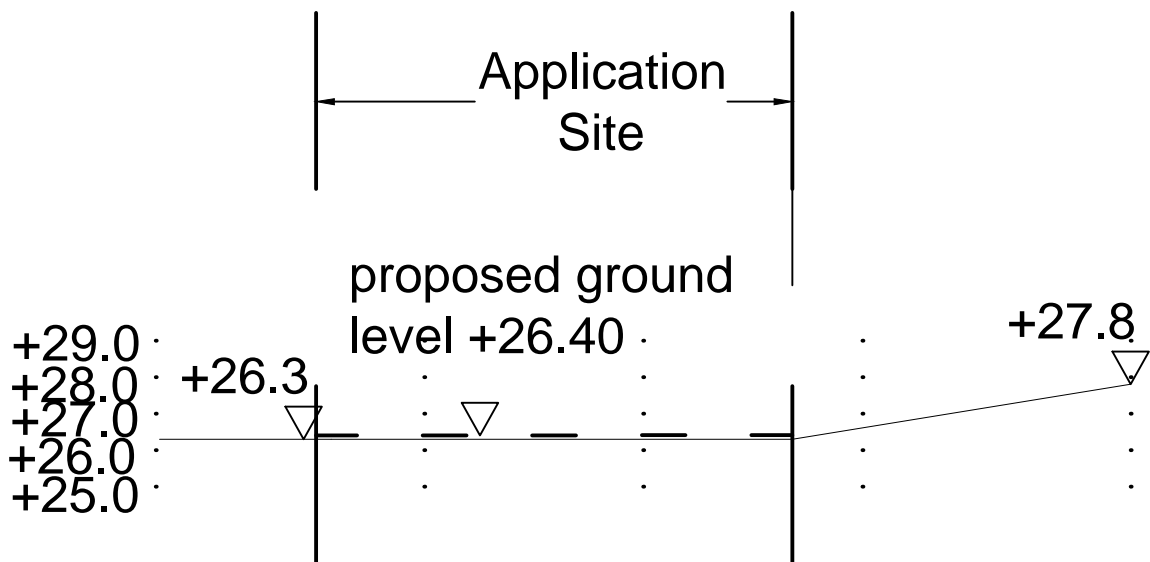 Application
Site
proposed ground
level +26.40
+27.8
+29.0
+28.0
+26.3
+27.0
+26.0
+25.0